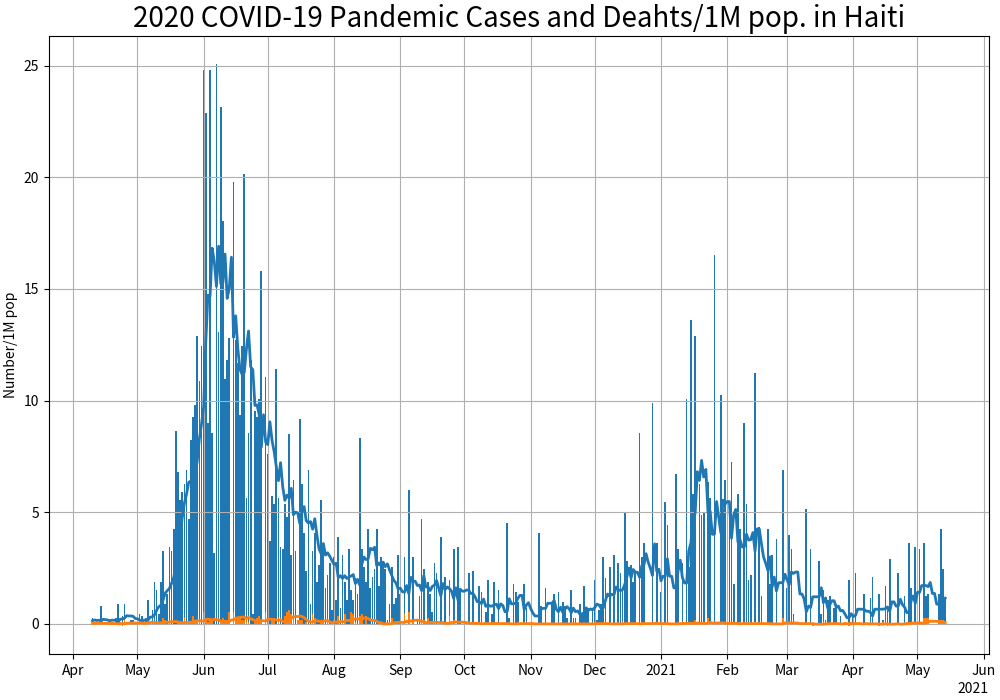 2020 COVID-19 Pandemic Cases and Deahts/1M pop. in Haiti
Number/1M pop
25
20
15
10
5
0
Apr May Jun Jul Aug Sep Oct Nov Dec 2021 Feb Mar Apr May Jun
2021